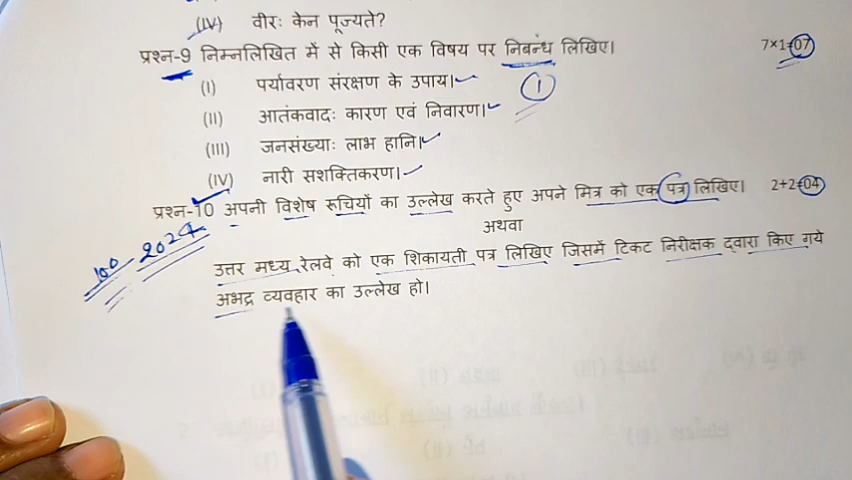 (IV) वीरः केन पूज्यते?
प्रश्न-9 निम्नलिखित में से किसी एक विषय पर निबन्ध लिखिए। 7×1=07
(I) पर्यावरण संरक्षण के उपाय। 1
(II) आतंकवादः कारण एवं निवारण।
(III) जनसंख्याः लाभ हानि।
(IV) नारी सशक्तिकरण।
प्रश्न-10 अपनी विशेष रूचियों का उल्लेख करते हुए अपने मित्र को एक पत्र लिखिए। 2+2=04
अथवा
2024
उत्तर मध्य रेलवे को एक शिकायती पत्र लिखिए जिसमें टिकट निरीक्षक द्वारा किए गये
अभद्र व्यवहार का उल्लेख हो।